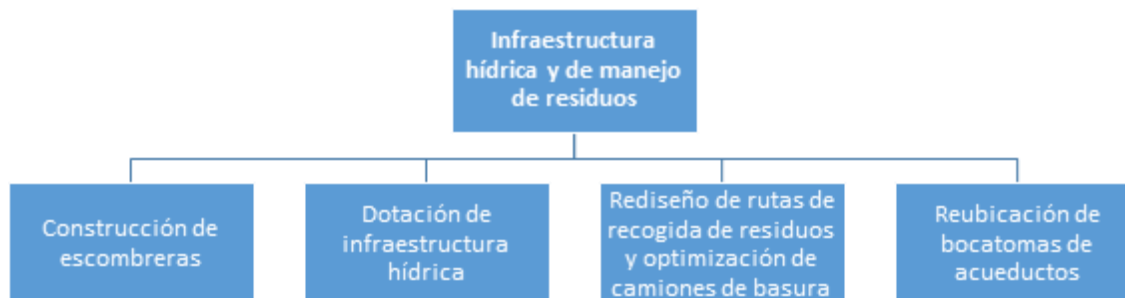 Infraestructura
hídrica y de manejo
de residuos
Construcción de
escombreras
Dotación de
infraestructura
hídrica
Rediseño de rutas de
recogida de residuos
y optimización de
camiones de basura
Reubicación de
bocatomas de
acueductos